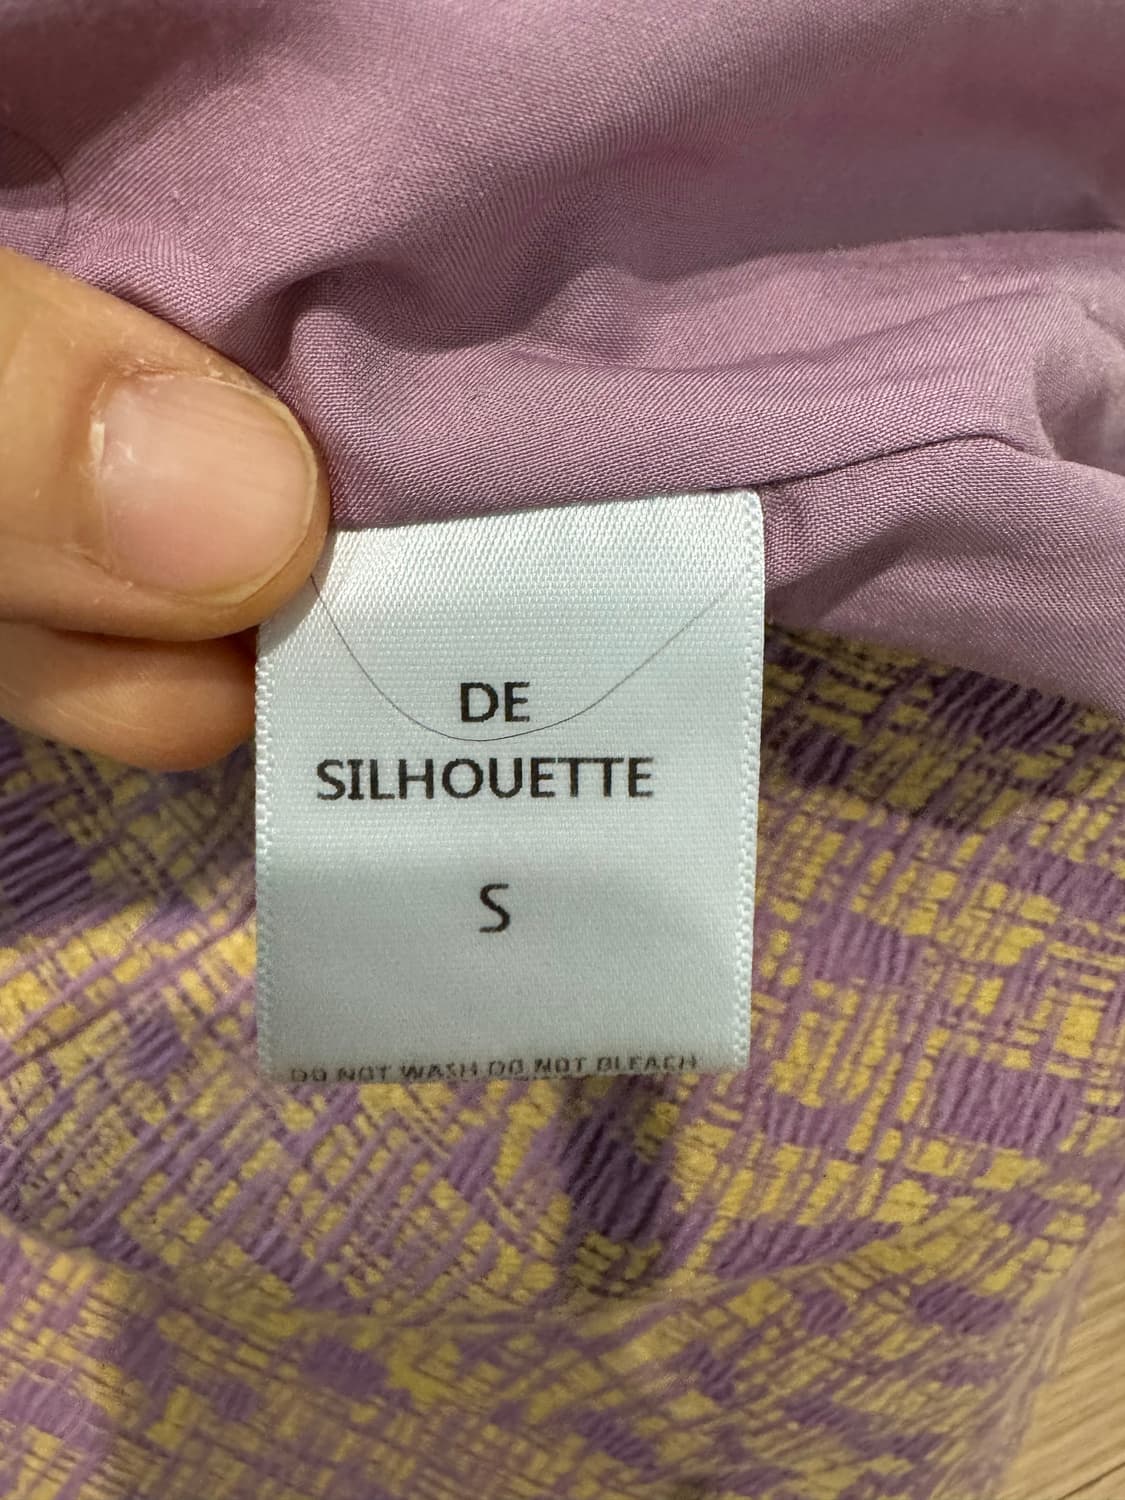 DE
SILHOUETTE
S
DO NOT WASH DO NOT BLEACH